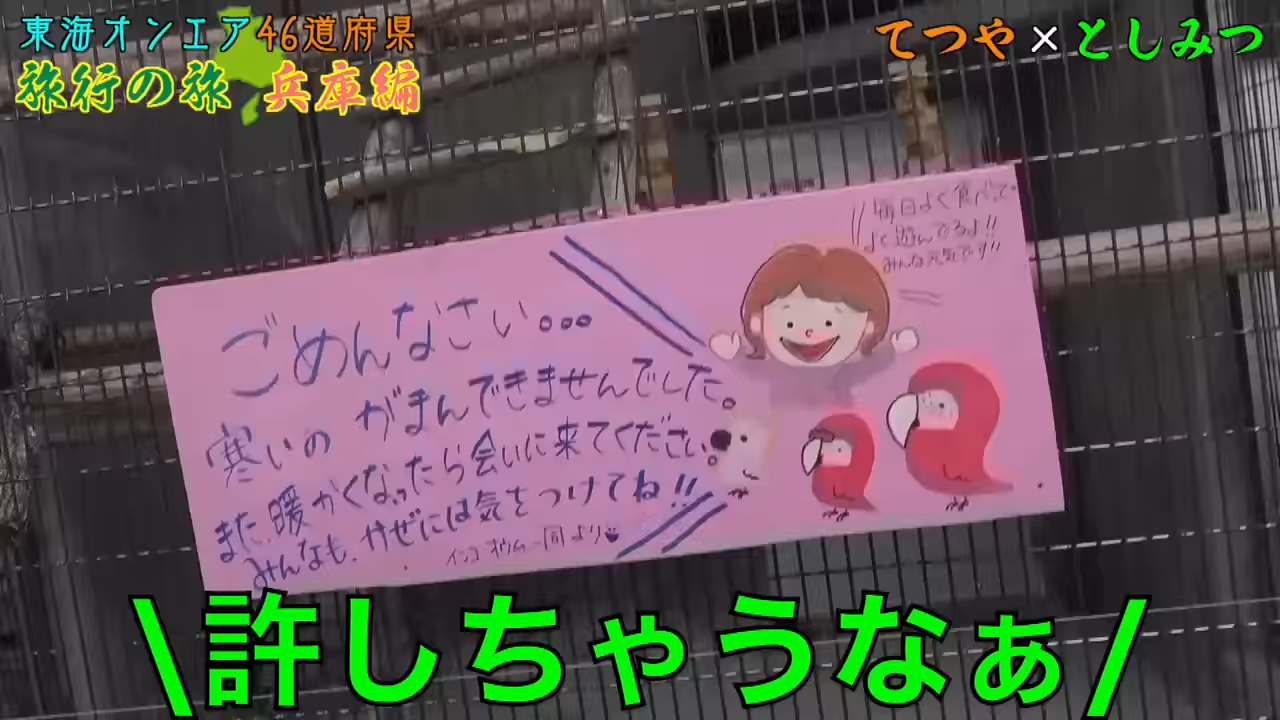 東海オンエア46道府県
旅行の旅 兵庫編
てつや×としみつ
毎日よく食べて
よく遊んでるよ!!
みんな元気です!!
ごめんなさい...
寒いの がまんできませんでした。
また、暖かくなったら会いに来てください。
みんなも、かぜには気をつけてね!!
インコ オウム 一同より
\許しちゃうなぁ/